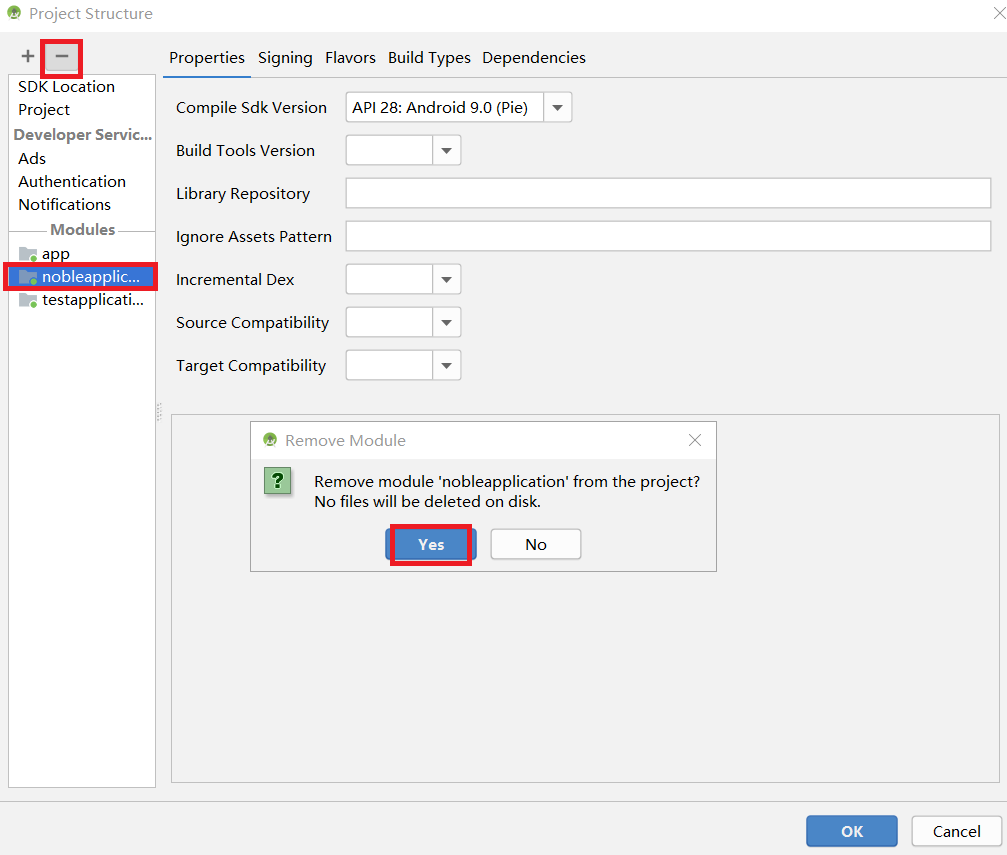 Project Structure
Properties Signing Flavors Build Types Dependencies
SDK Location
Project
Developer Servic...
Ads
Authentication
Notifications
Modules
app
nobleapplic...
testapplicati...
Compile Sdk Version API 28: Android 9.0 (Pie)
Build Tools Version
Library Repository
Ignore Assets Pattern
Incremental Dex
Source Compatibility
Target Compatibility
Remove Module
Remove module 'nobleapplication' from the project?
No files will be deleted on disk.
Yes No
OK Cancel